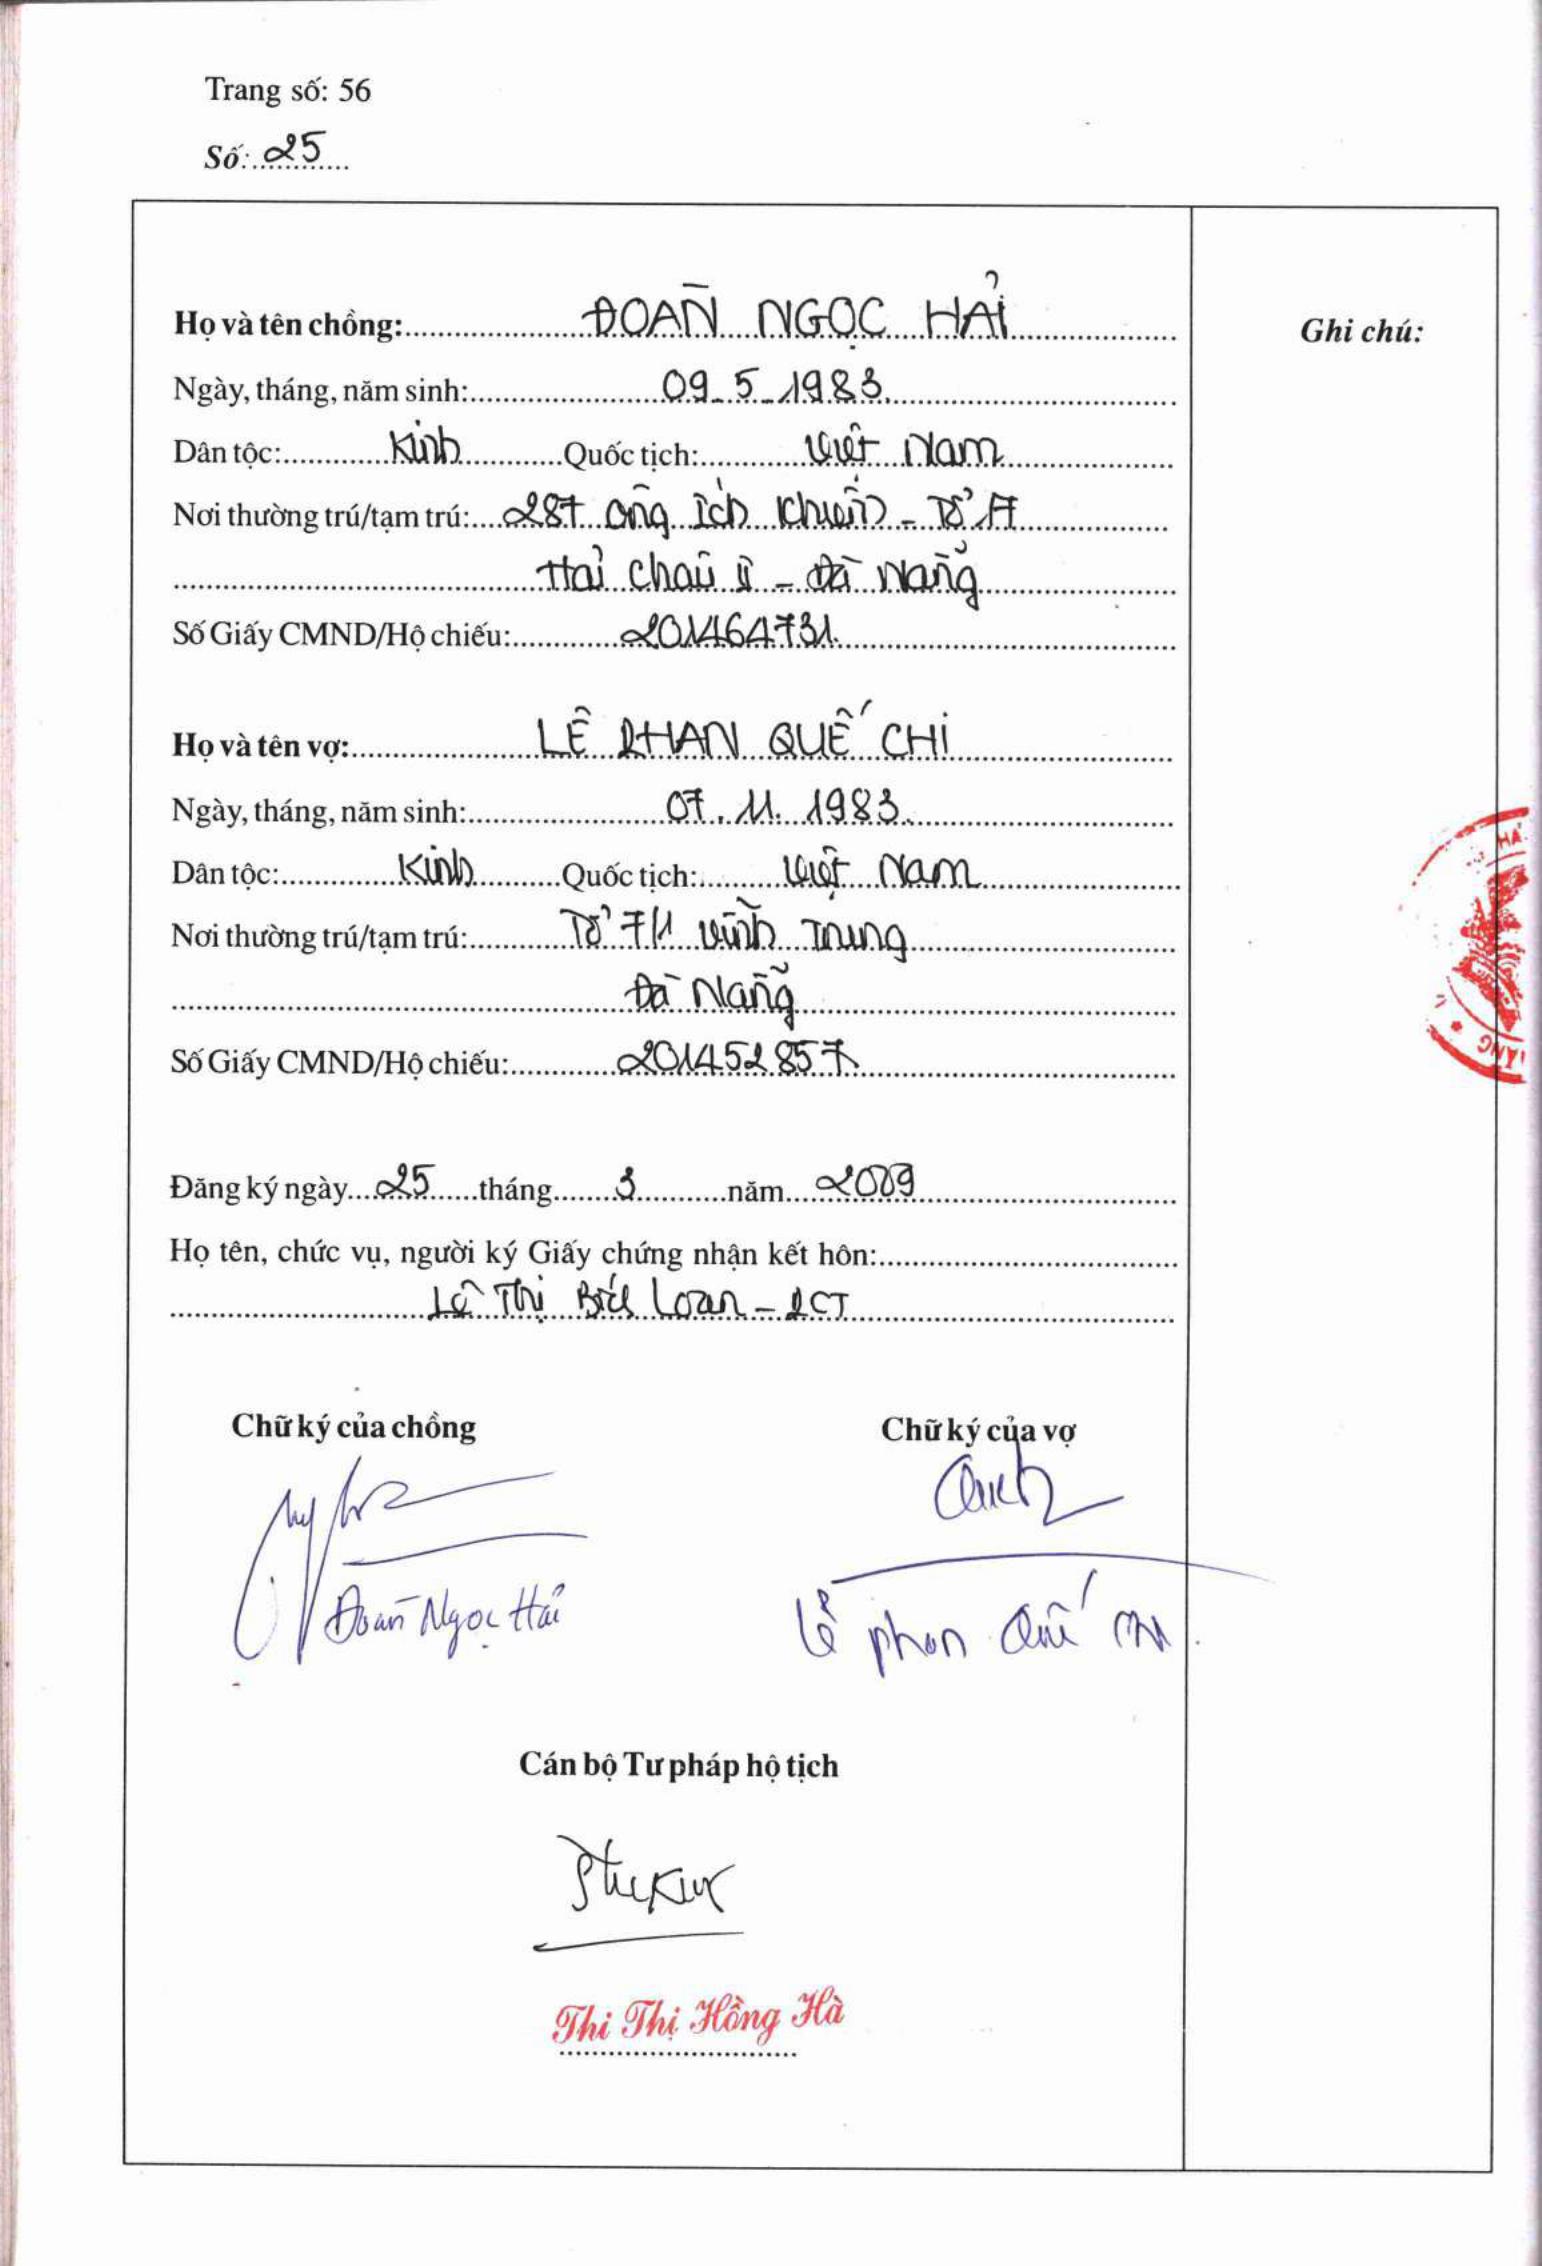 Trang số: 56
Số: 25
Họ và tên chồng: ĐOÀN NGỌC HẢI
Ghi chú:
Ngày, tháng, năm sinh: 09-5-1983
Dân tộc: Kinh Quốc tịch: Việt Nam
Nơi thường trú/tạm trú: 287 Ông Ích Khiêm - Tổ
Hải Châu II - Đà Nẵng
Số Giấy CMND/Hộ chiếu: 201464731
Họ và tên vợ: LÊ PHAN QUẾ CHI
Ngày, tháng, năm sinh: 07.11.1983
Dân tộc: Kinh Quốc tịch: Việt Nam
Nơi thường trú/tạm trú: Tổ Vĩnh Trung
Đà Nẵng
Số Giấy CMND/Hộ chiếu: 201452857
Đăng ký ngày 25 tháng 3 năm 2009
Họ tên, chức vụ, người ký Giấy chứng nhận kết hôn:
Lê Thị Bích Loan - PCT
Chữ ký của chồng Chữ ký của vợ
Đoàn Ngọc Hải Lê Phan Quế Chi
Cán bộ Tư pháp hộ tịch
Thi Thị Hồng Hà